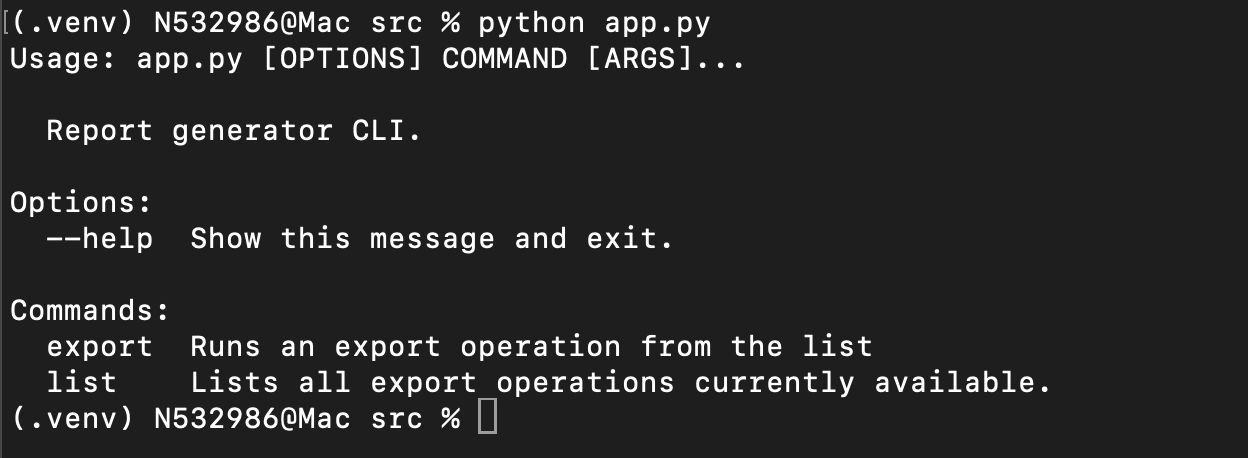 [(.venv) N532986@Mac src % python app.py
Usage: app.py [OPTIONS] COMMAND [ARGS]...
Report generator CLI.
Options:
--help  Show this message and exit.
Commands:
export  Runs an export operation from the list
list    Lists all export operations currently available.
(.venv) N532986@Mac src %